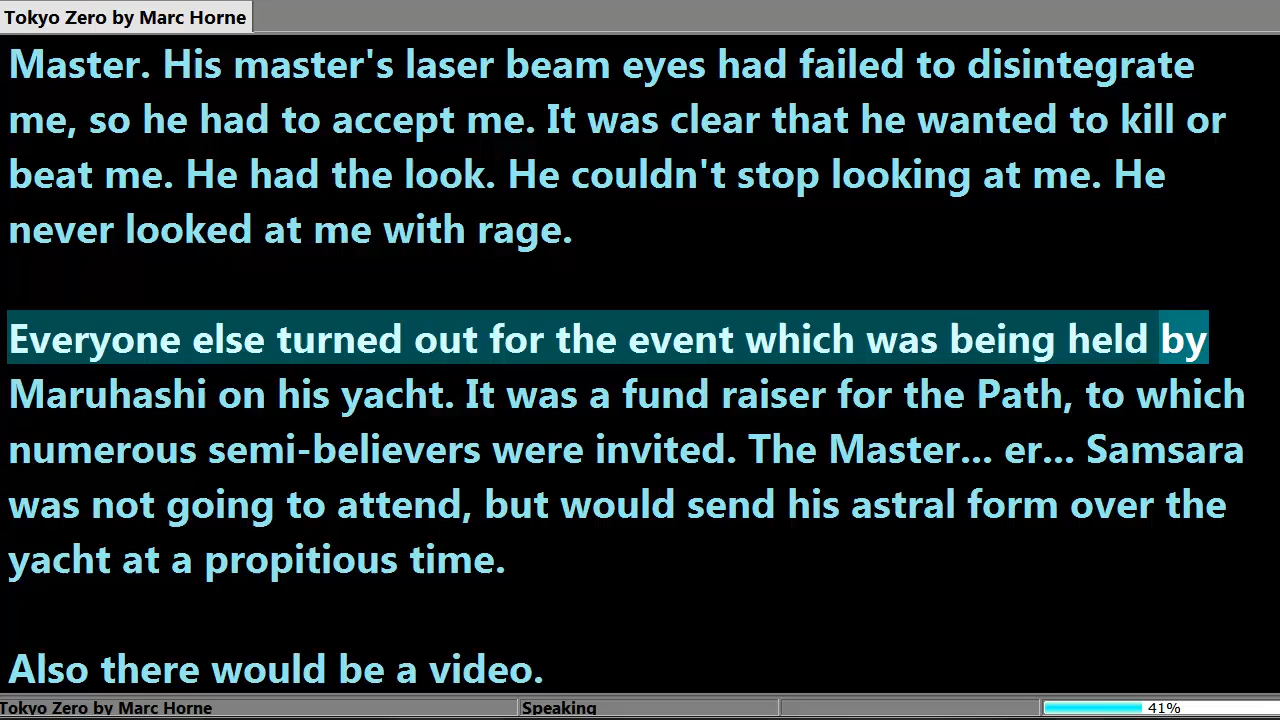 Tokyo Zero by Marc Horne
Master. His master's laser beam eyes had failed to disintegrate
me, so he had to accept me. It was clear that he wanted to kill or
beat me. He had the look. He couldn't stop looking at me. He
never looked at me with rage.
Everyone else turned out for the event which was being held by
Maruhashi on his yacht. It was a fund raiser for the Path, to which
numerous semi-believers were invited. The Master... er... Samsara
was not going to attend, but would send his astral form over the
yacht at a propitious time.
Also there would be a video.
Tokyo Zero by Marc Horne Speaking 41%